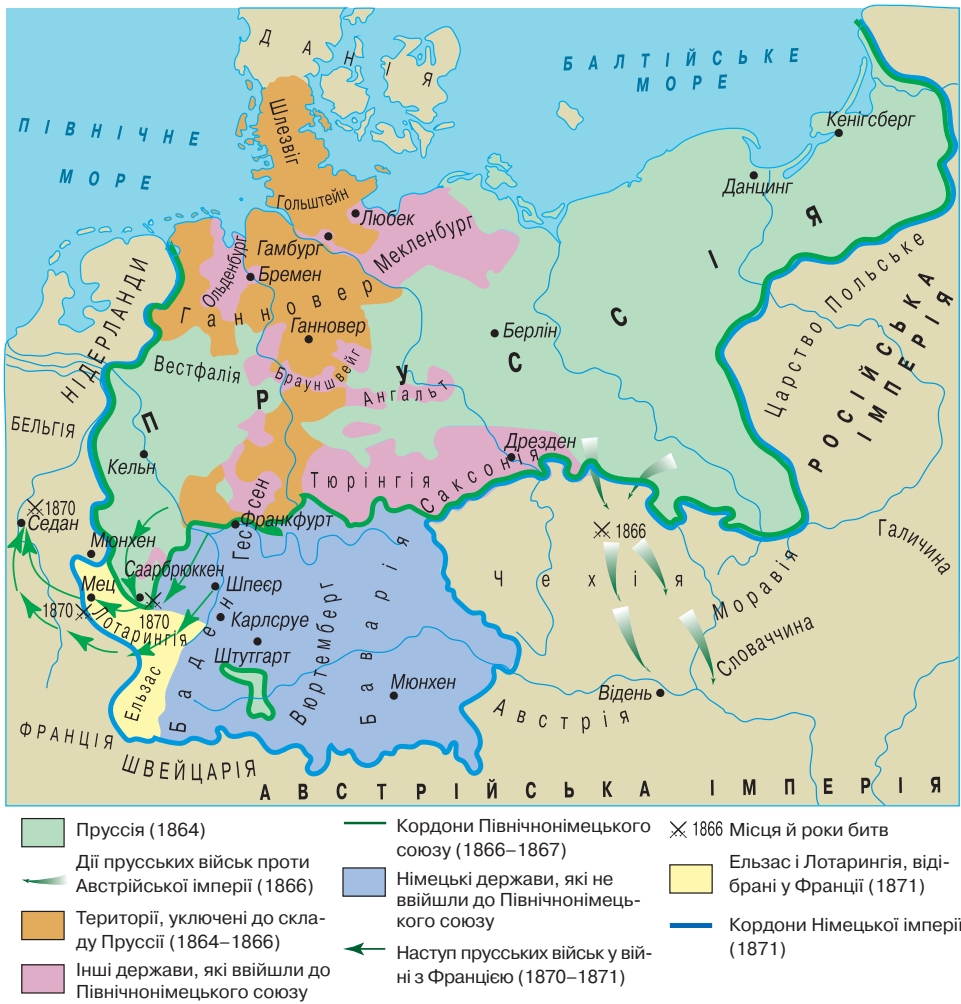 ДАНІЯ
БАЛТІЙСЬКЕ
МОРЕ
ПІВНІЧНЕ
МОРЕ
Шлезвіг
Кенігсберг
Данцинг
Гольштейн
Любек
Мекленбург
Гамбург
Ольденбург
Бремен
Ганновер
Ганновер
НІДЕРЛАНДИ
Берлін
ПРУССІЯ
Царство Польське
РОСІЙСЬКА
ІМПЕРІЯ
Вестфалія
Брауншвейг
Ангальт
БЕЛЬГІЯ
Кельн
Дрезден
Тюрінгія
Саксонія
Гессен
Франкфурт
1870
Седан
1866
Галичина
Мюнхен
Саарбрюккен
Мец
Шпеєр
Чехія
Моравія
1870
1870
Лотарингія
Карлсруе
Словаччина
Штутгарт
Баден
Вюртемберг
Баварія
Ельзас
Мюнхен
Відень
Австрія
ФРАНЦІЯ
ШВЕЙЦАРІЯ
АВСТРІЙСЬКА ІМПЕРІЯ
Пруссія (1864)
Дії прусських військ проти
Австрійської імперії (1866)
Території, уключені до скла-
ду Пруссії (1864–1866)
Інші держави, які ввійшли до
Північнонімецького союзу
Кордони Північнонімецького
союзу (1866–1867)
Німецькі держави, які не
ввійшли до Північнонімець-
кого союзу
Наступ прусських військ у вій-
ні з Францією (1870–1871)
1866 Місця й роки битв
Ельзас і Лотарингія, віді-
брані у Франції (1871)
Кордони Німецької імперії
(1871)